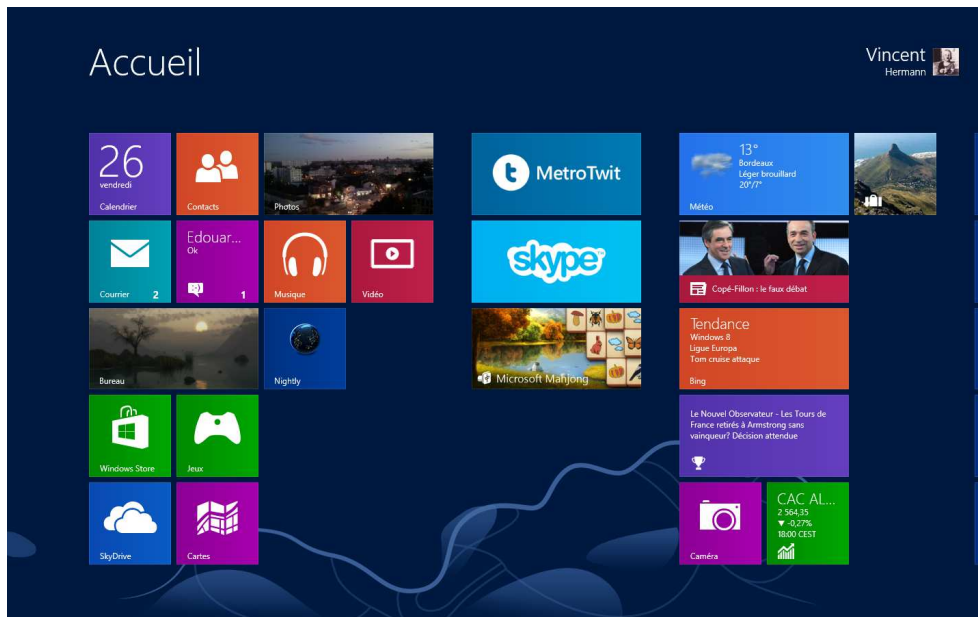 Accueil
Vincent
Hermann
26
vendredi
Calendrier
Contacts
Photos
Courrier 2
Edouar...
Ok
1
Musique
Vidéo
Bureau
Nightly
Windows Store
Jeux
SkyDrive
Cartes
t MetroTwit
skype
Microsoft Mahjong
13°
Bordeaux
Léger brouillard
20°/7°
Météo
Copé-Fillon : le faux débat
Tendance
Windows 8
Ligue Europa
Tom cruise attaque
Bing
Le Nouvel Observateur - Les Tours de
France retirés à Armstrong sans
vainqueur? Décision attendue
Caméra
CAC AL...
2 564,35
▼ -0,27%
18:00 CEST